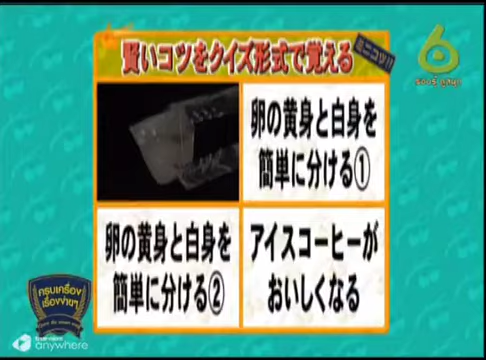 賢いコツをクイズ形式で覚える
ミニコツ!!
6
卵の黄身と白身を
簡単に分ける①
卵の黄身と白身を
簡単に分ける②
アイスコーヒーが
おいしくなる
ครบเครื่อง
เรื่องง่ายๆ
anywhere